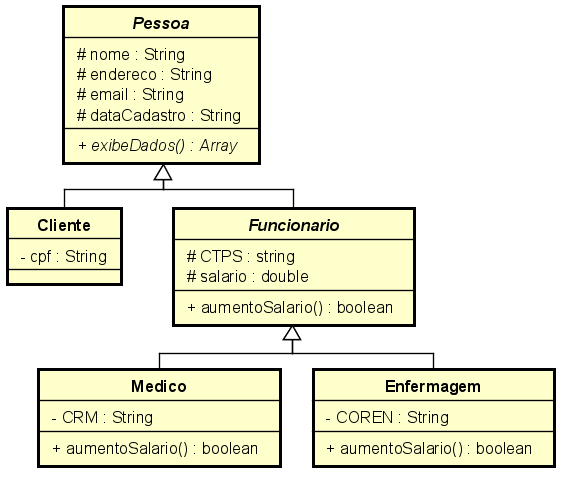 Pessoa
# nome : String
# endereco : String
# email : String
# dataCadastro : String
+ exibeDados() : Array
Cliente
- cpf : String
Funcionario
# CTPS : string
# salario : double
+ aumentoSalario() : boolean
Medico
- CRM : String
+ aumentoSalario() : boolean
Enfermagem
- COREN : String
+ aumentoSalario() : boolean